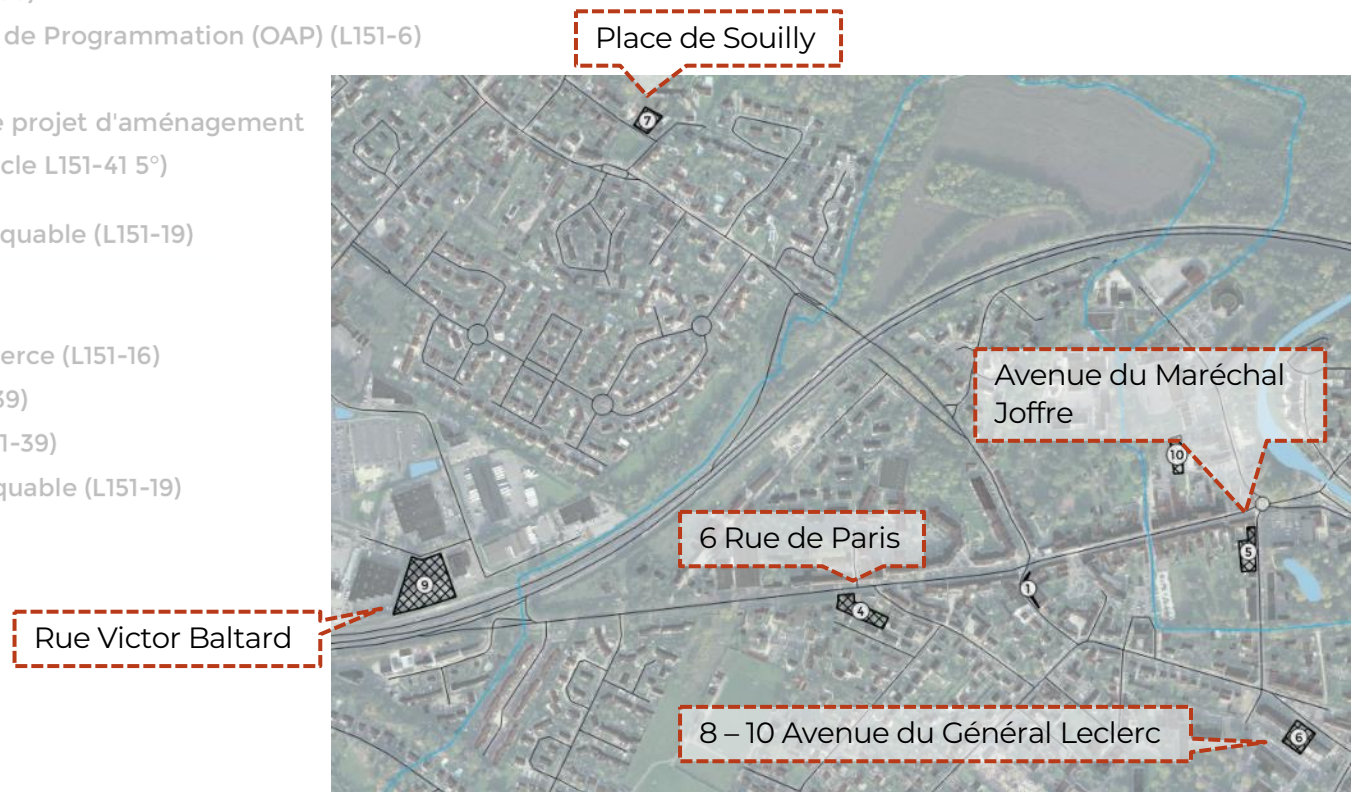 de Programmation (OAP) (L151-6)
Place de Souilly
projet d'aménagement
cle L151-41 5°)
7
quable (L151-19)
erce (L151-16)
39)
1-39)
quable (L151-19)
Avenue du Maréchal
Joffre
10
6 Rue de Paris
5
9
1
4
Rue Victor Baltard
8 – 10 Avenue du Général Leclerc
6